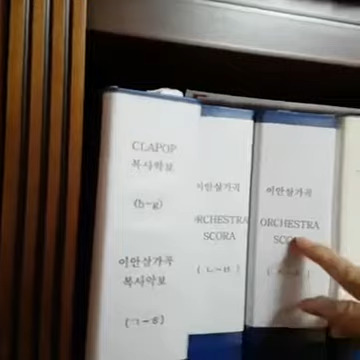 CLAPOP
복사악보
(h-g)
이안삼가곡
복사악보
(ㄱ-ㅎ)
이안삼가곡
ORCHESTRA
SCORA
(ㄴ-ㅂ)
이안삼가곡
ORCHESTRA